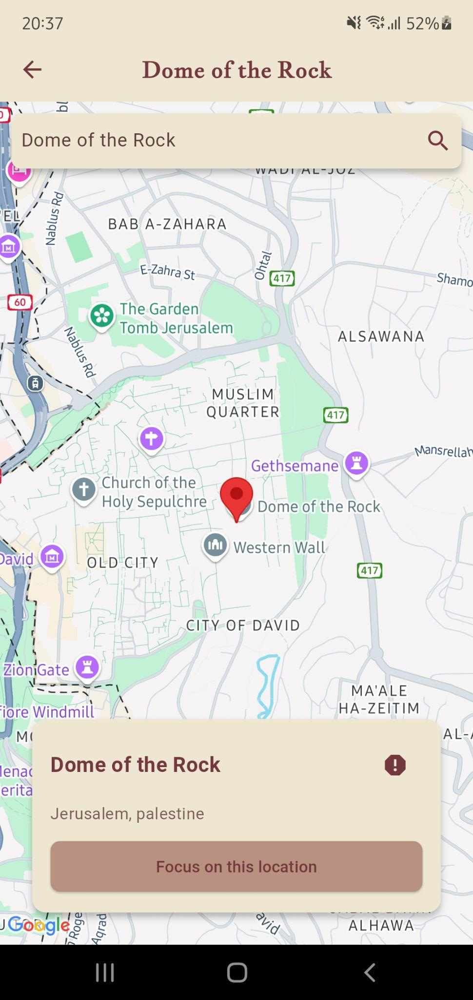 20:37
52%
Dome of the Rock
Dome of the Rock
WADI AL-JOZ
Nablus Rd
BAB A-ZAHARA
E-Zahra St
Ohtal
417
Shamo
60
The Garden
Tomb Jerusalem
Nablus Rd
ALSAWANA
MUSLIM
QUARTER
417
Mansrellah
Gethsemane
Church of the
Holy Sepulchre
Dome of the Rock
Western Wall
David
OLD CITY
417
CITY OF DAVID
Zion Gate
MA'ALE
HA-ZEITIM
fiore Windmill
AL-A
Dome of the Rock
Jerusalem, palestine
Focus on this location
Google
Agrad
avid
ALHAWA